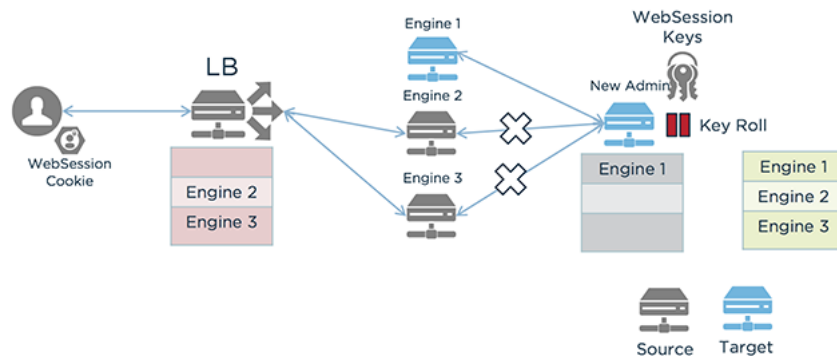 Engine 1
WebSession
Keys
LB
Engine 2
New Admin
Key Roll
WebSession
Cookie
Engine 2
Engine 3
Engine 3
Engine 1
Engine 1
Engine 2
Engine 3
Source
Target